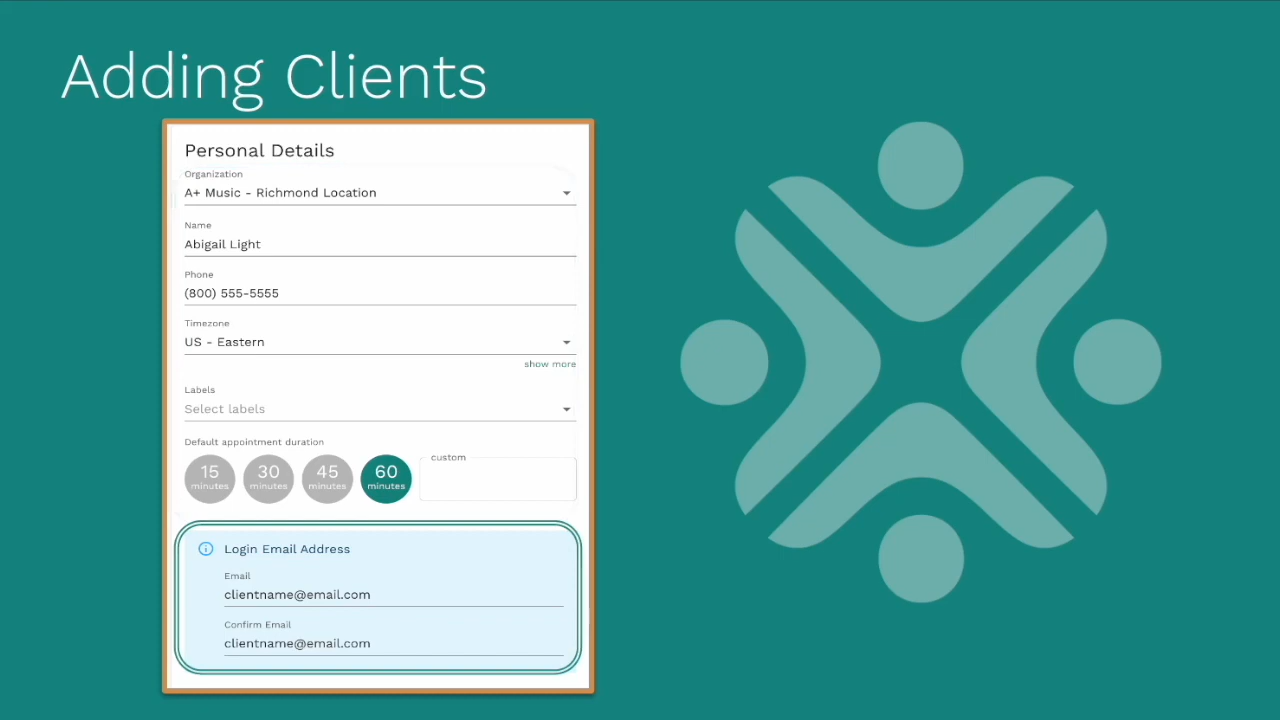 Adding Clients
Personal Details
Organization
A+ Music - Richmond Location
Name
Abigail Light
Phone
(800) 555-5555
Timezone
US - Eastern
show more
Labels
Select labels
Default appointment duration
15 minutes
30 minutes
45 minutes
60 minutes
custom
Login Email Address
Email
clientname@email.com
Confirm Email
clientname@email.com